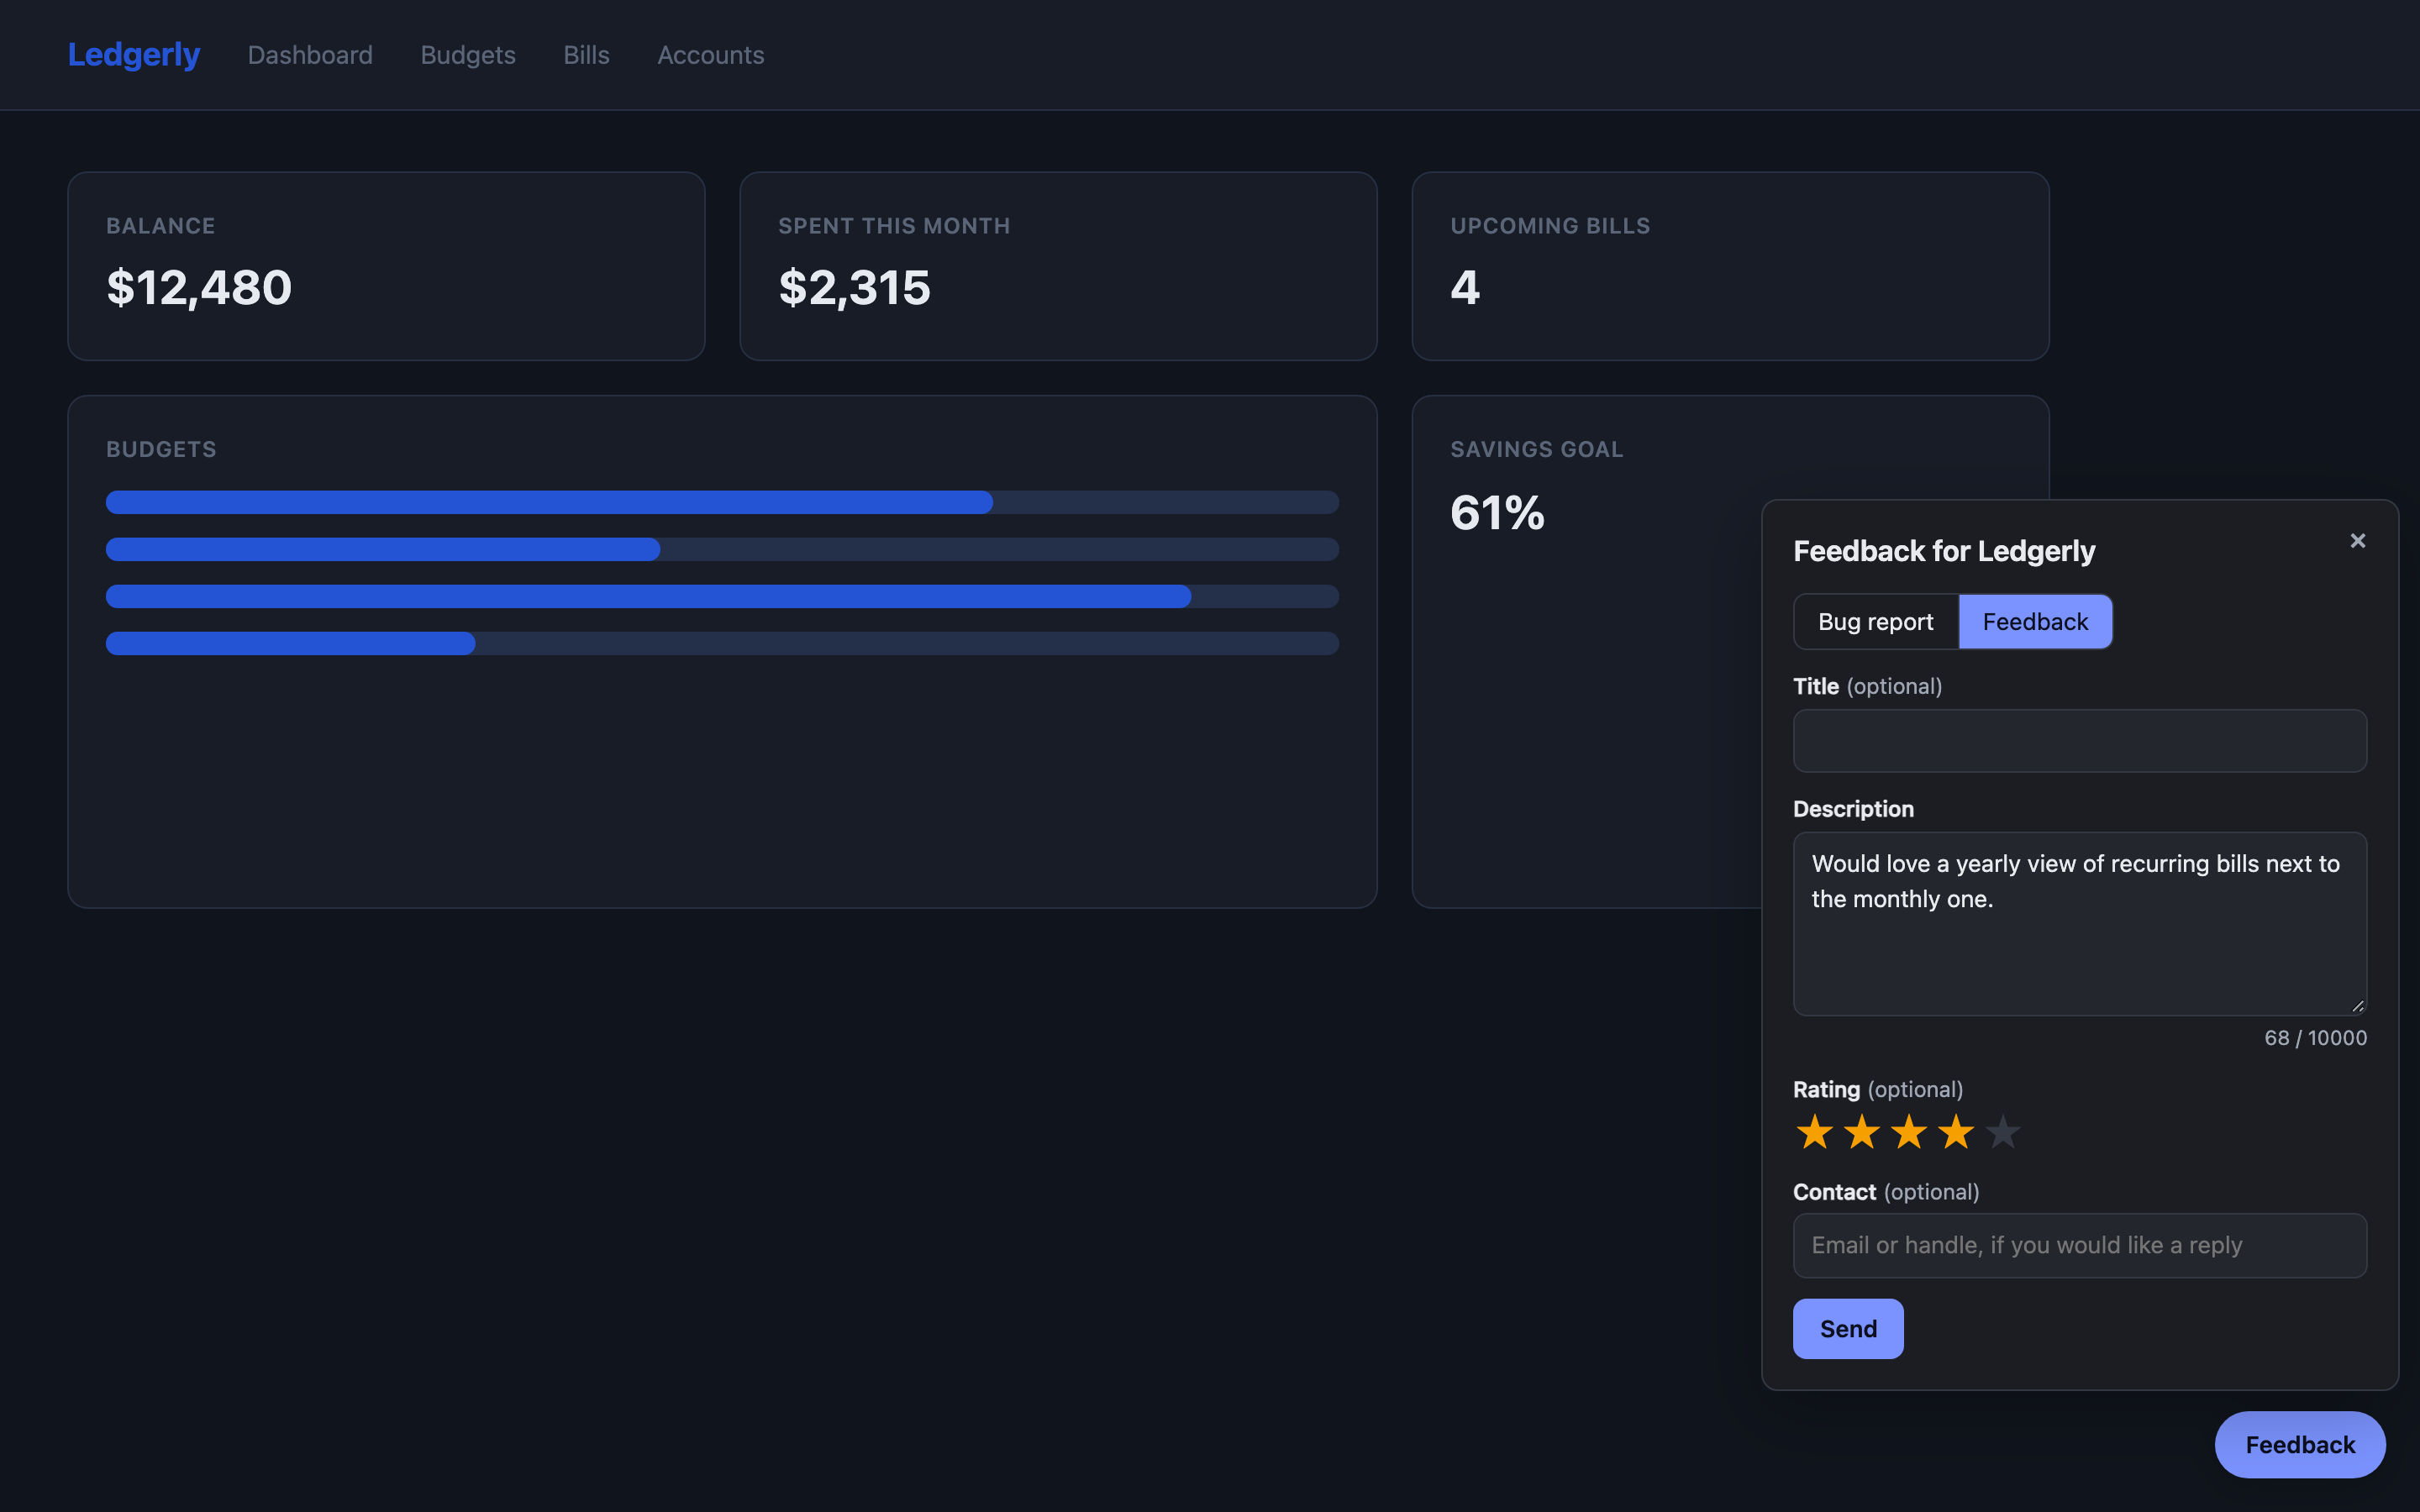 Ledgerly Dashboard Budgets Bills Accounts
BALANCE
$12,480
SPENT THIS MONTH
$2,315
UPCOMING BILLS
4
BUDGETS
SAVINGS GOAL
61%
Feedback for Ledgerly
×
Bug report Feedback
Title (optional)
Description
Would love a yearly view of recurring bills next to
the monthly one.
68 / 10000
Rating (optional)
Contact (optional)
Email or handle, if you would like a reply
Send
Feedback